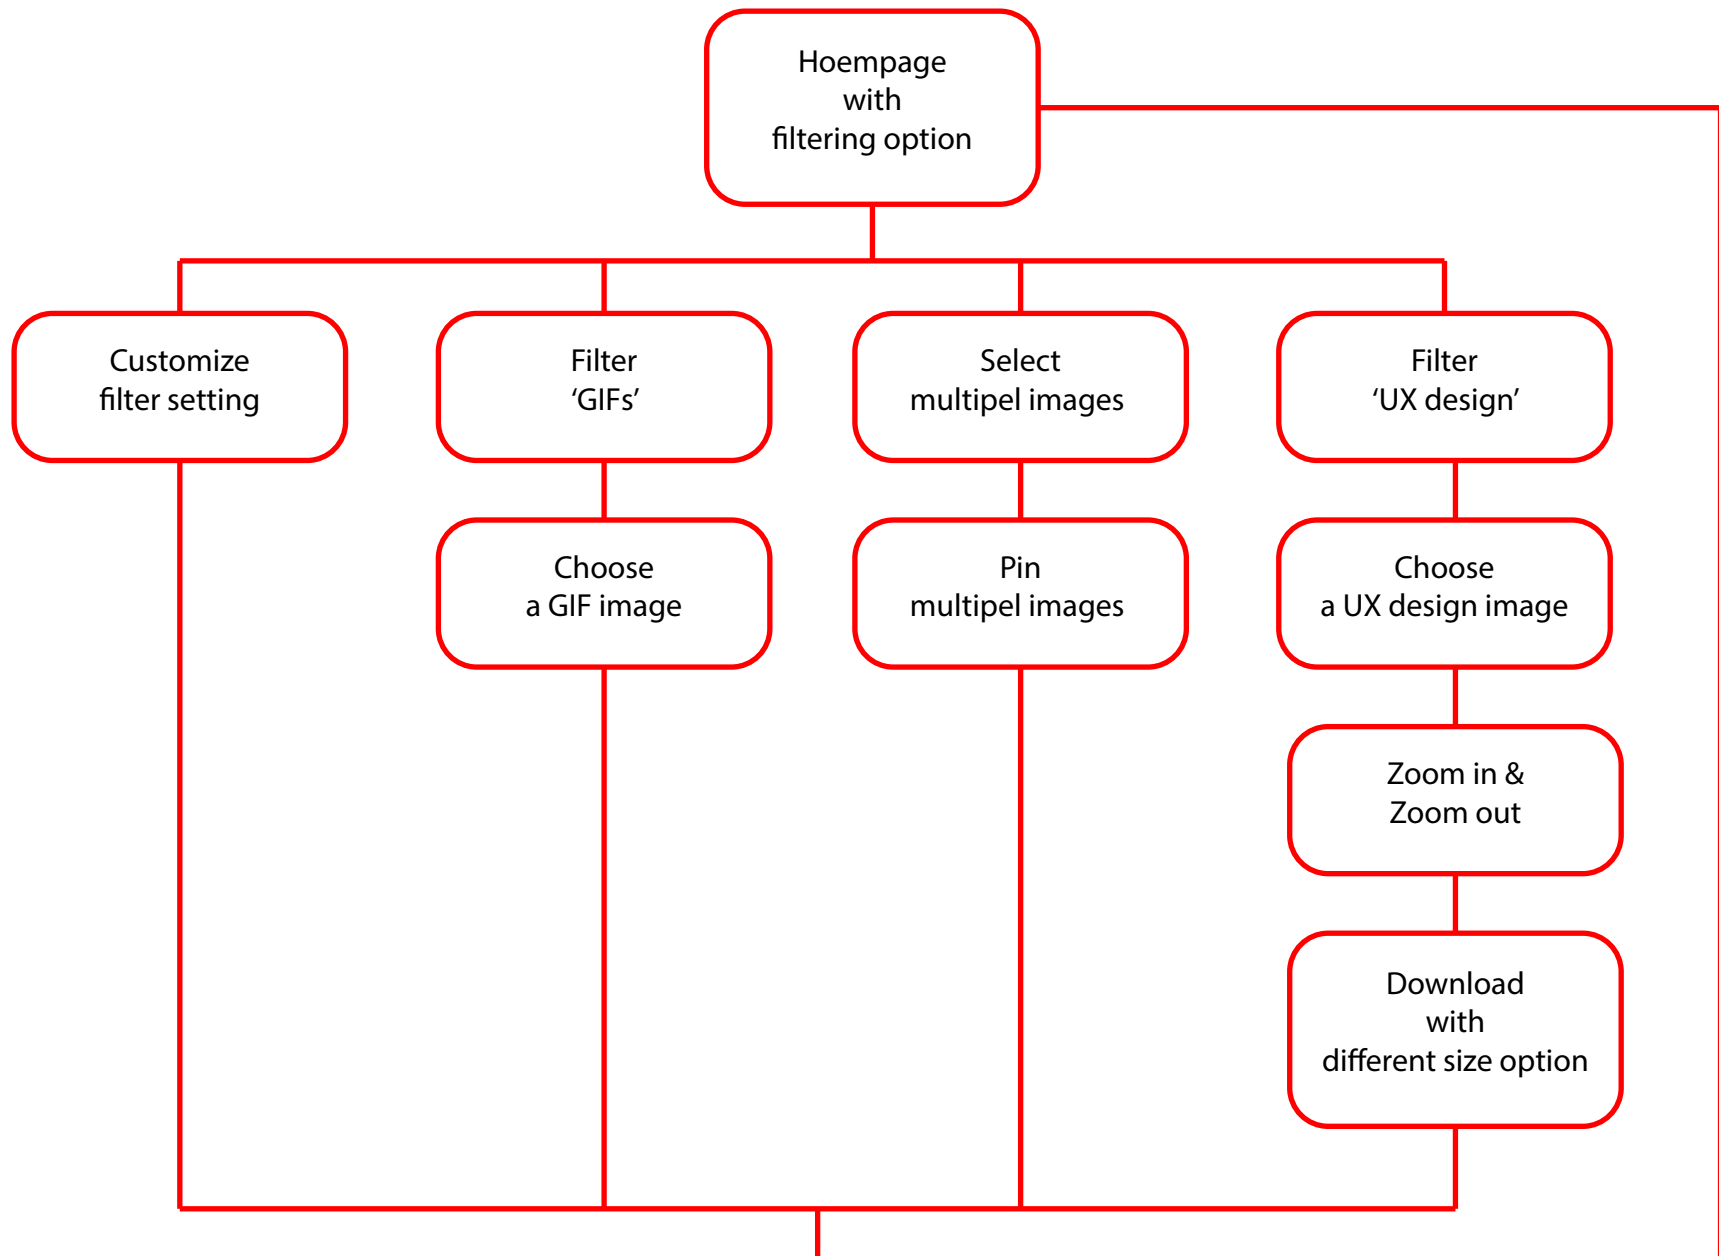 Hoempage
with
filtering option
Customize
filter setting
Filter
‘GIFs’
Select
multipel images
Filter
‘UX design’
Choose
a GIF image
Pin
multipel images
Choose
a UX design image
Zoom in &
Zoom out
Download
with
different size option